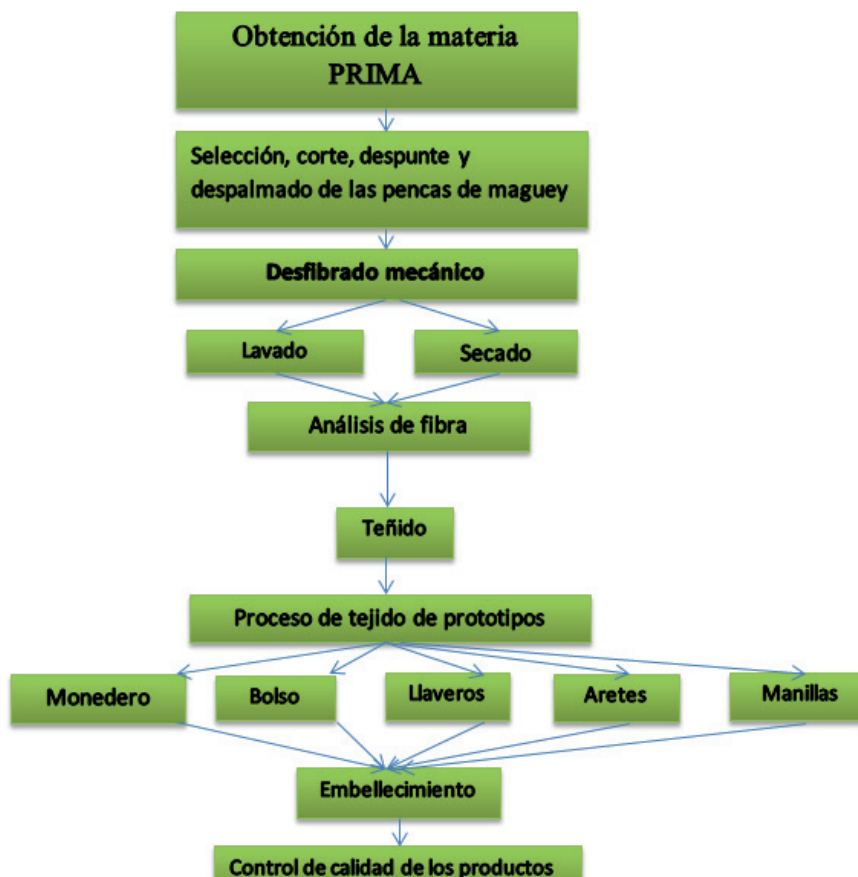 Obtención de la materia
PRIMA
Selección, corte, despunte y
despalmado de las pencas de maguey
Desfibrado mecánico
Lavado
Secado
Análisis de fibra
Teñido
Proceso de tejido de prototipos
Monedero
Bolso
Llaveros
Aretes
Manillas
Embellecimiento
Control de calidad de los productos